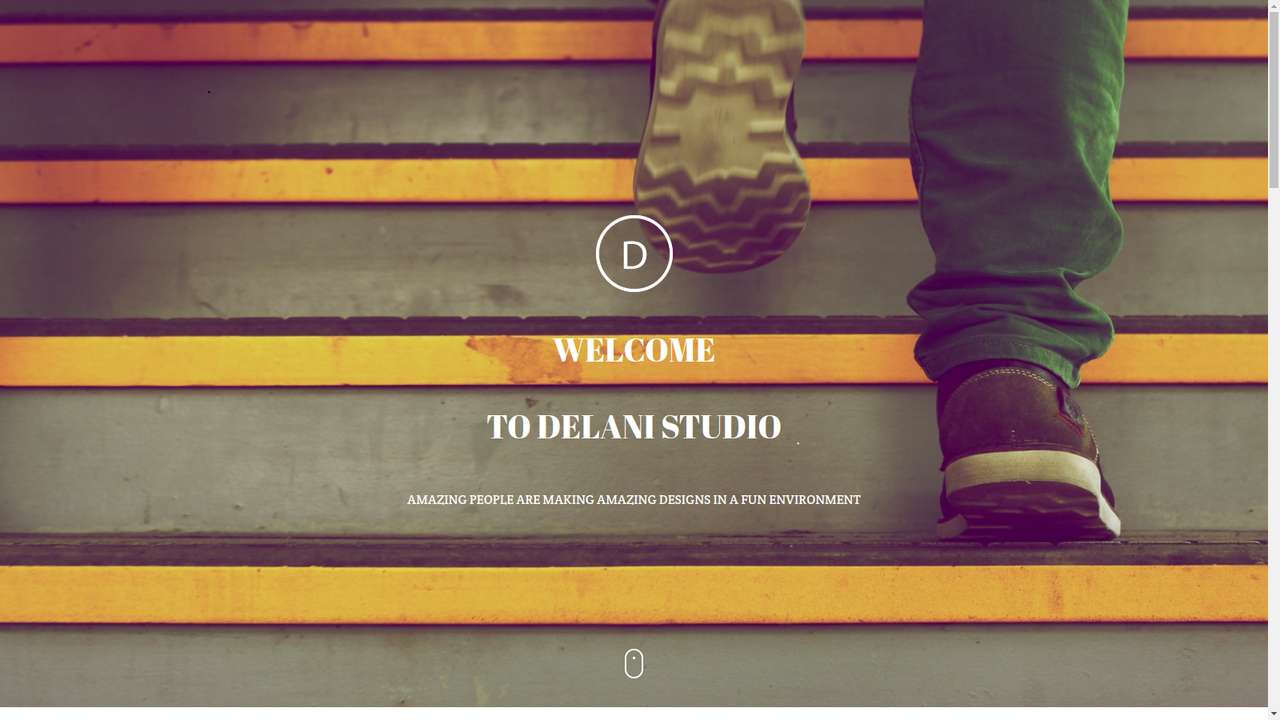 D
WELCOME
TO DELANI STUDIO
AMAZING PEOPLE ARE MAKING AMAZING DESIGNS IN A FUN ENVIRONMENT